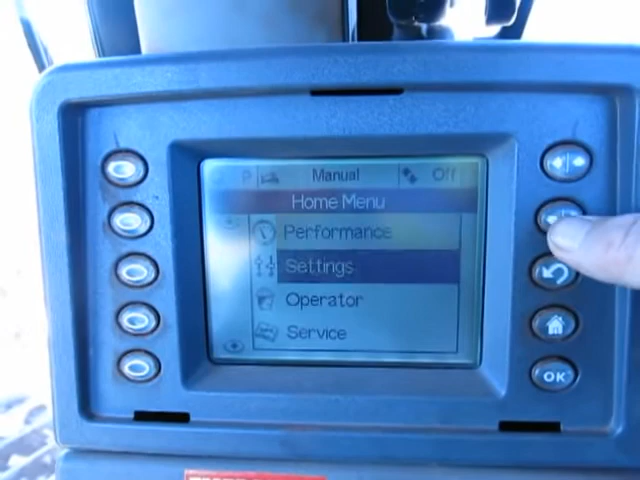 P Manual Off
Home Menu
Performance
Settings
Operator
Service
OK